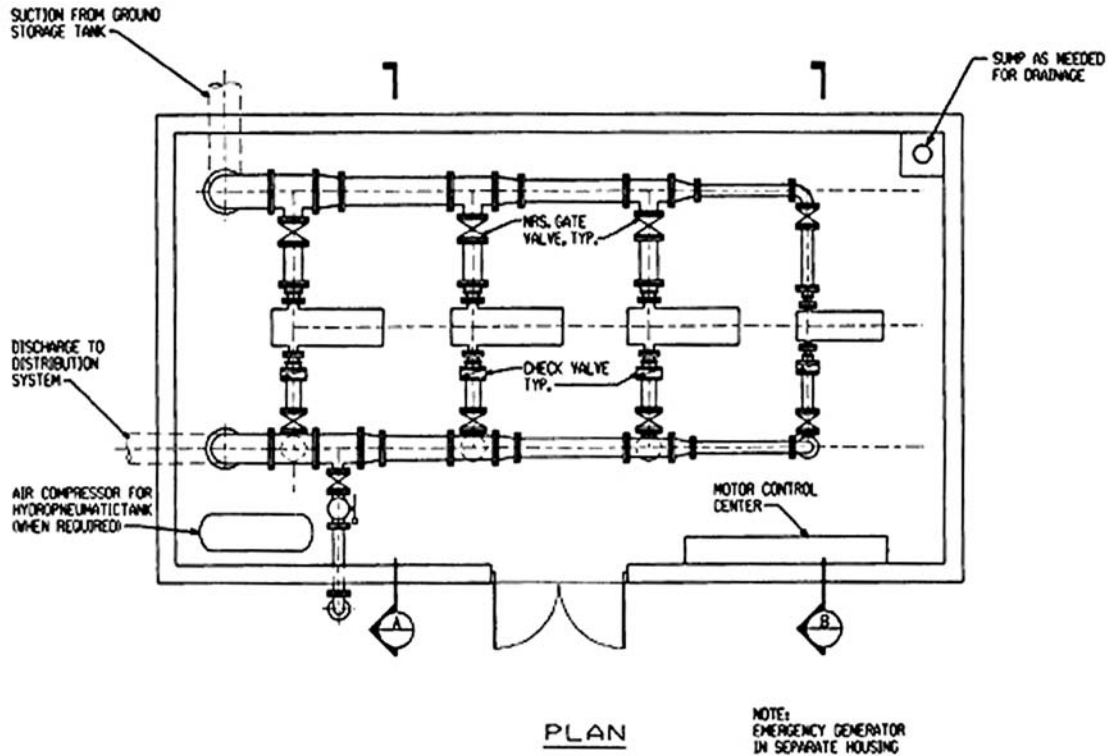 SUCTION FROM GROUND
STORAGE TANK
SUMP AS NEEDED
FOR DRAINAGE
NRS. GATE
VALVE, TYP.
DISCHARGE TO
DISTRIBUTION
SYSTEM
CHECK VALVE
TYP.
AIR COMPRESSOR FOR
HYDROPNEUMATICTANK
(WHEN REQUIRED)
MOTOR CONTROL
CENTER
A
B
PLAN
NOTE:
EMERGENCY GENERATOR
IN SEPARATE HOUSING